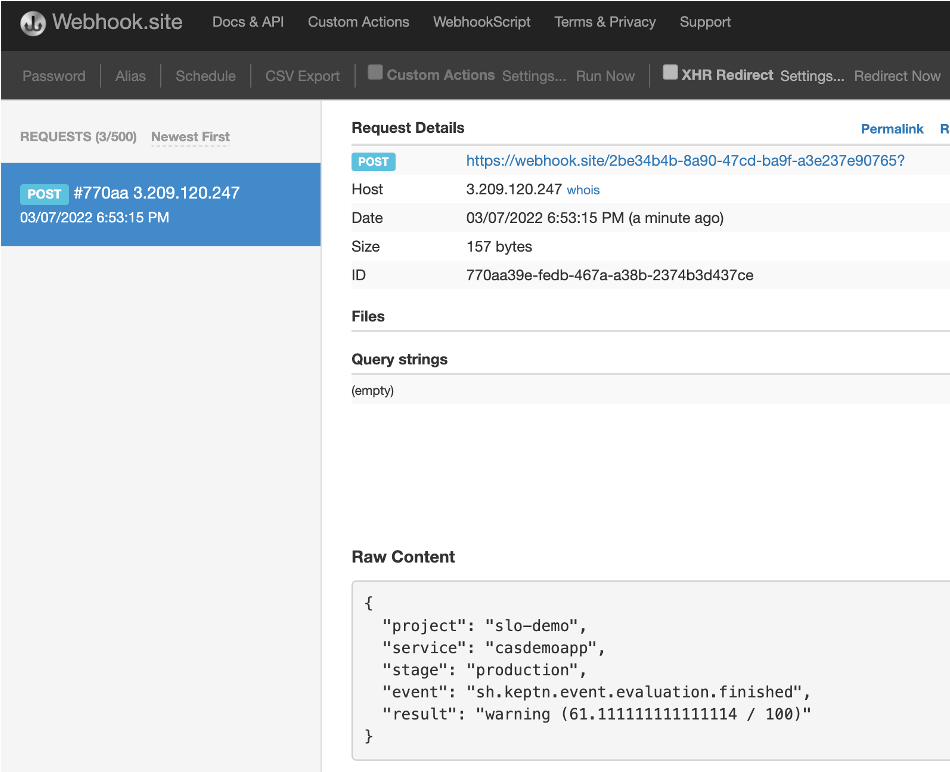 Webhook.site Docs & API Custom Actions WebhookScript Terms & Privacy Support
Password Alias Schedule CSV Export Custom Actions Settings... Run Now XHR Redirect Settings... Redirect Now
REQUESTS (3/500) Newest First
POST #770aa 3.209.120.247
03/07/2022 6:53:15 PM
Request Details Permalink R
POST https://webhook.site/2be34b4b-8a90-47cd-ba9f-a3e237e90765?
Host 3.209.120.247 whois
Date 03/07/2022 6:53:15 PM (a minute ago)
Size 157 bytes
ID 770aa39e-fedb-467a-a38b-2374b3d437ce
Files
Query strings
(empty)
Raw Content
{
"project": "slo-demo",
"service": "casdemoapp",
"stage": "production",
"event": "sh.keptn.event.evaluation.finished",
"result": "warning (61.111111111111114 / 100)"
}